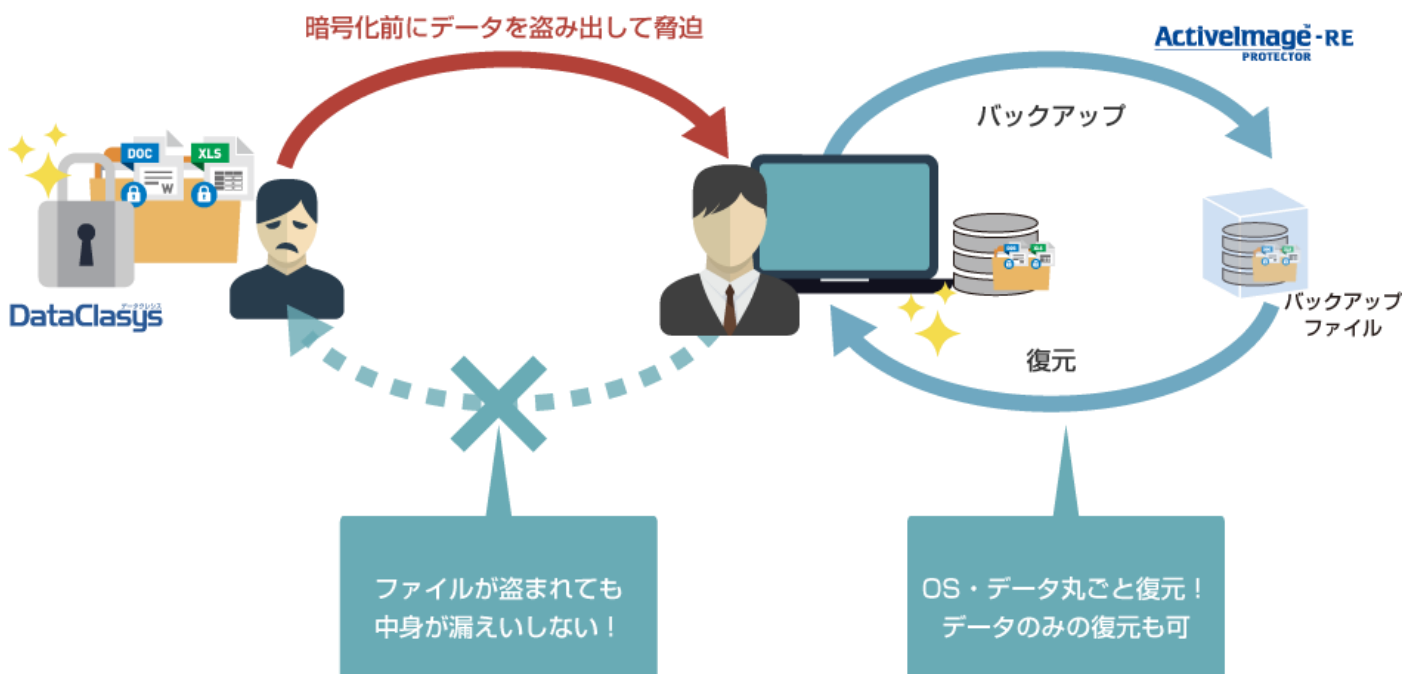 暗号化前にデータを盗み出して脅迫
ActiveImage™-RE
PROTECTOR
バックアップ
DOC
XLS
W
データクレシス
DataClasys
DOC
XLS
バックアップ
ファイル
復元
ファイルが盗まれても
中身が漏えいしない！
OS・データ丸ごと復元！
データのみの復元も可